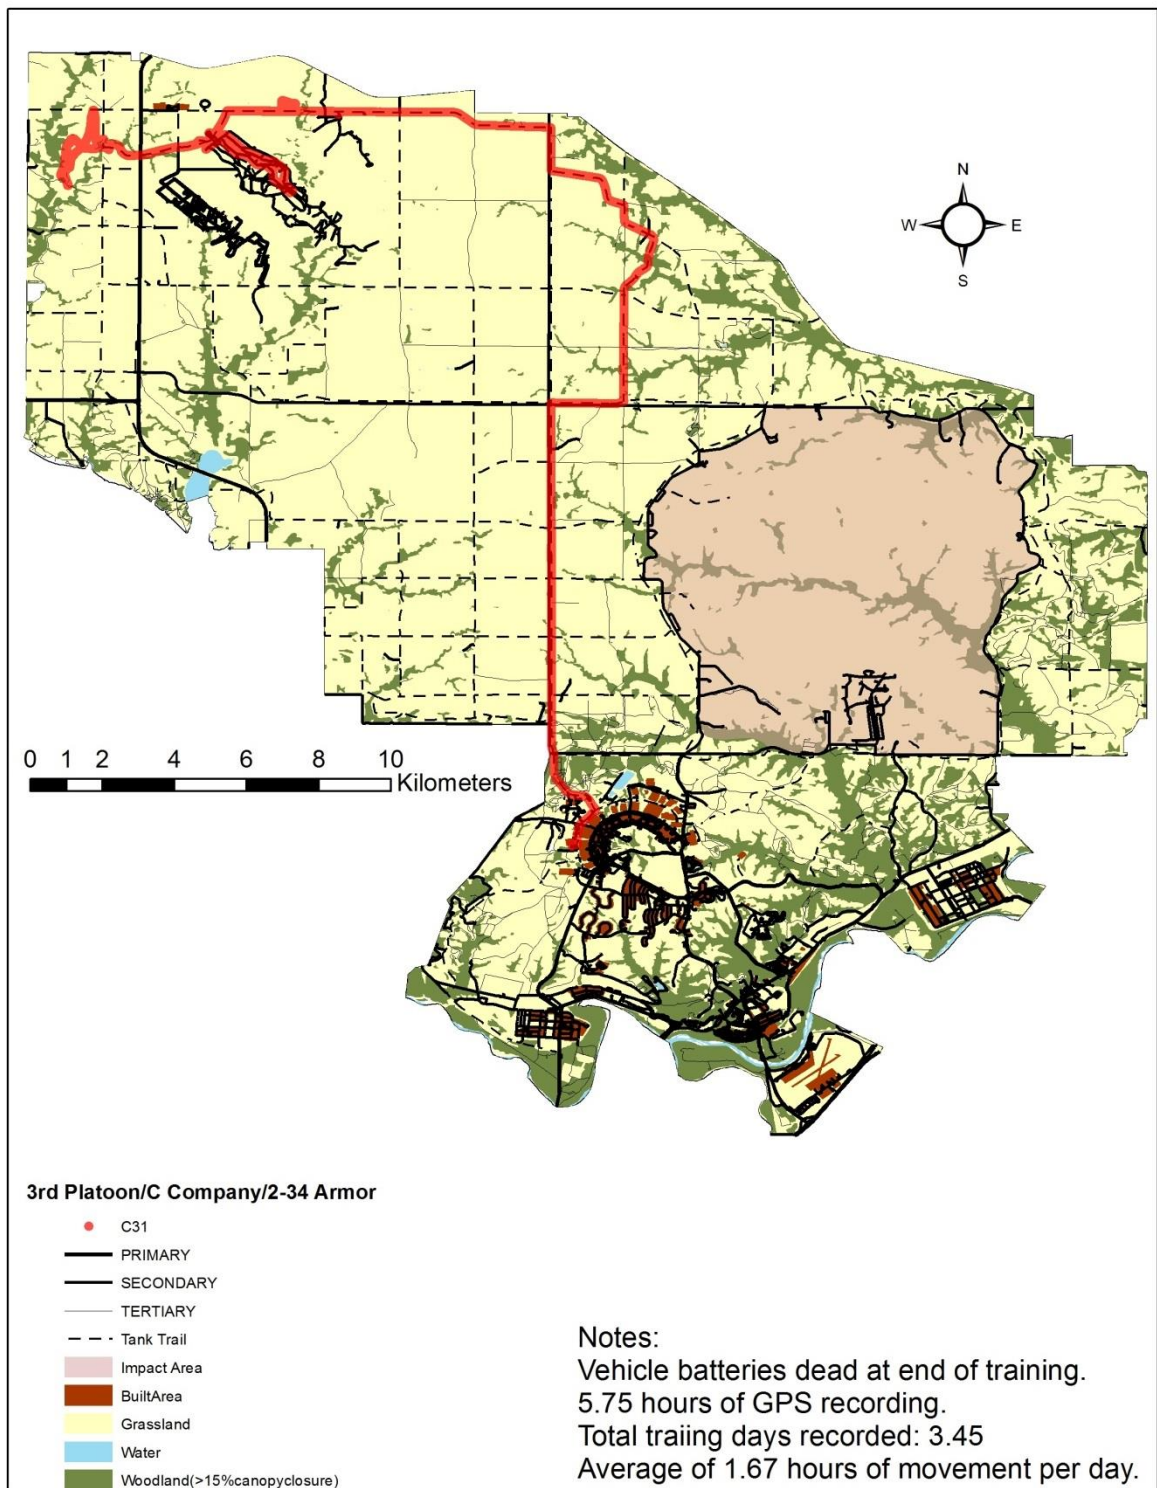 N
W E
S
0 1 2 4 6 8 10
Kilometers
3rd Platoon/C Company/2-34 Armor
C31
PRIMARY
SECONDARY
TERTIARY
Tank Trail
Impact Area
BuiltArea
Grassland
Water
Woodland(>15%canopyclosure)
Notes:
Vehicle batteries dead at end of training.
5.75 hours of GPS recording.
Total traiing days recorded: 3.45
Average of 1.67 hours of movement per day.